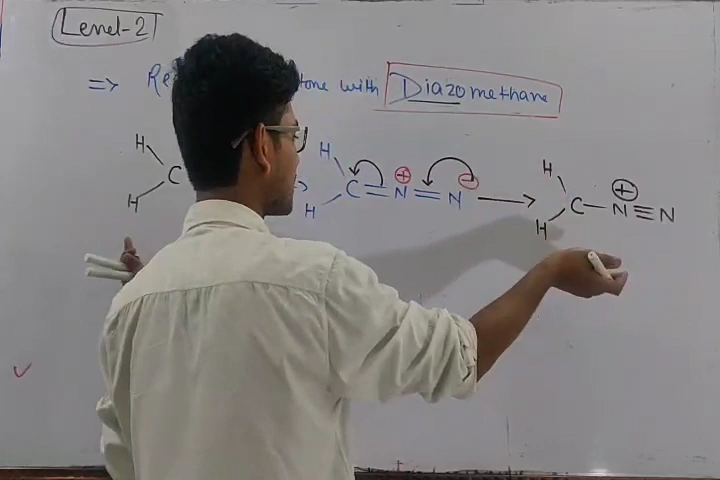 Level-2
⇒ Re tone with Diazomethane
H H H
C C = N = N → C - N ≡ N
H H H
⊕ ⊖ ⊕